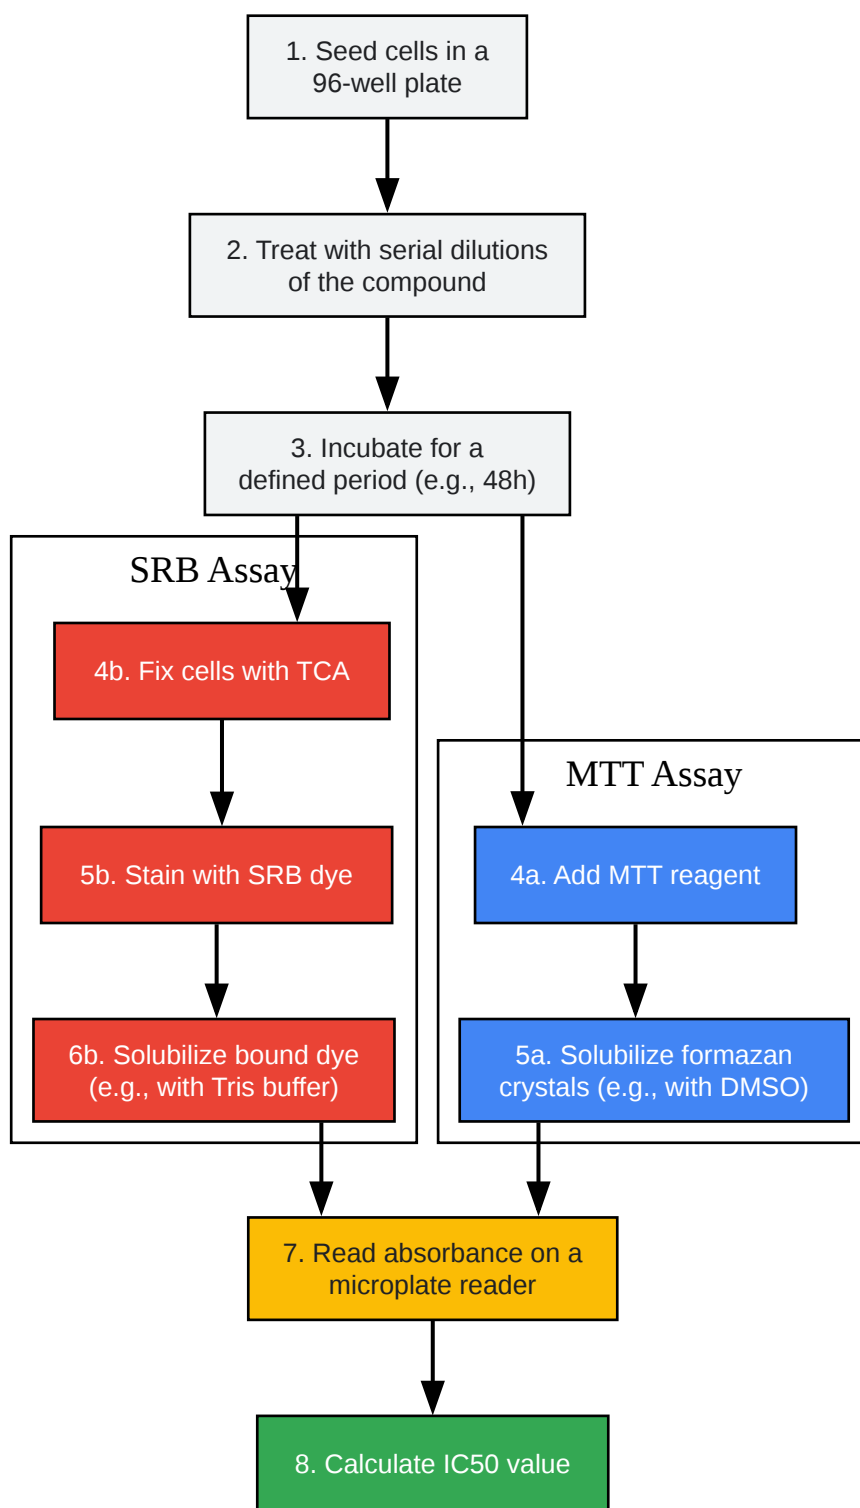 1. Seed cells in a
96-well plate
2. Treat with serial dilutions
of the compound
3. Incubate for a
defined period (e.g., 48h)
SRB Assay
4b. Fix cells with TCA
5b. Stain with SRB dye
6b. Solubilize bound dye
(e.g., with Tris buffer)
MTT Assay
4a. Add MTT reagent
5a. Solubilize formazan
crystals (e.g., with DMSO)
7. Read absorbance on a
microplate reader
8. Calculate IC50 value